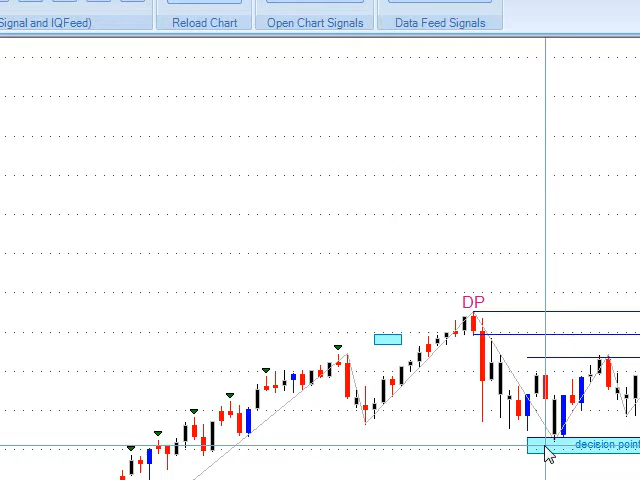 Signal and IQFeed)
Reload Chart
Open Chart Signals
Data Feed Signals
DP
decision point